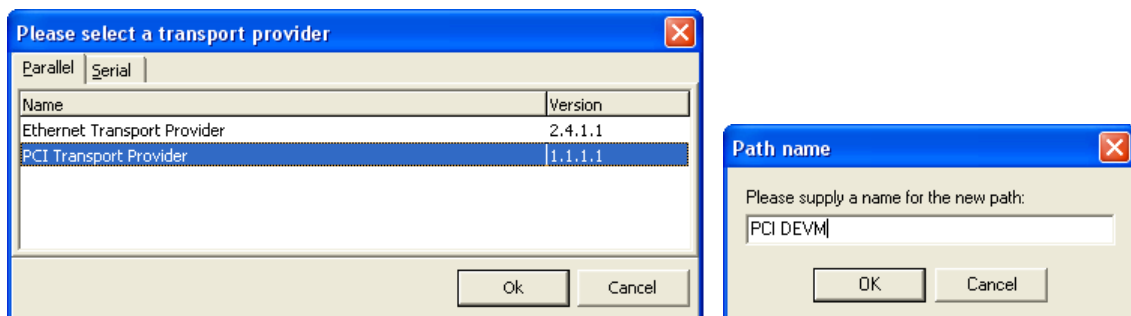 Please select a transport provider
Parallel Serial
Name Version
Ethernet Transport Provider 2.4.1.1
PCI Transport Provider 1.1.1.1
Ok Cancel
Path name
Please supply a name for the new path:
PCI DEVM
OK Cancel